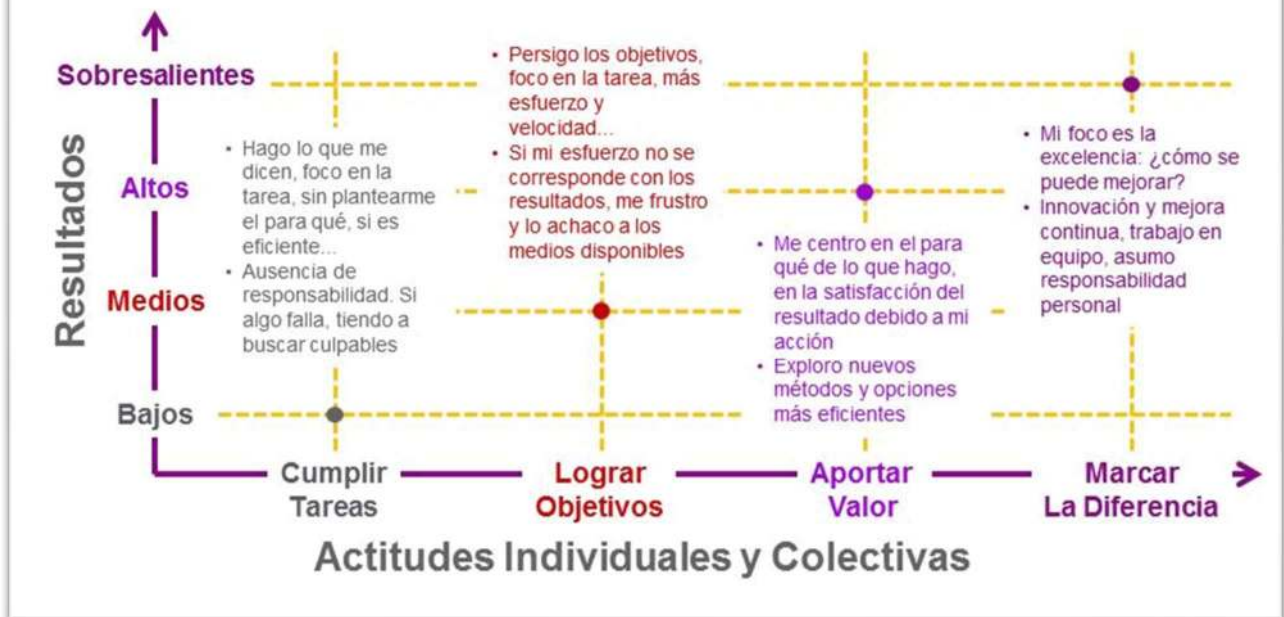 Resultados
Sobresalientes
Altos
Medios
Bajos
• Hago lo que me
dicen, foco en la
tarea, sin plantearme
el para qué, si es
eficiente...
• Ausencia de
responsabilidad. Si
algo falla, tiendo a
buscar culpables
• Persigo los objetivos,
foco en la tarea, más
esfuerzo y
velocidad...
• Si mi esfuerzo no se
corresponde con los
resultados, me frustro
y lo achaco a los
medios disponibles
• Me centro en el para
qué de lo que hago,
en la satisfacción del
resultado debido a mi
acción
• Exploro nuevos
métodos y opciones
más eficientes
• Mi foco es la
excelencia: ¿cómo se
puede mejorar?
• Innovación y mejora
continua, trabajo en
equipo, asumo
responsabilidad
personal
Cumplir
Tareas
Lograr
Objetivos
Aportar
Valor
Marcar
La Diferencia
Actitudes Individuales y Colectivas